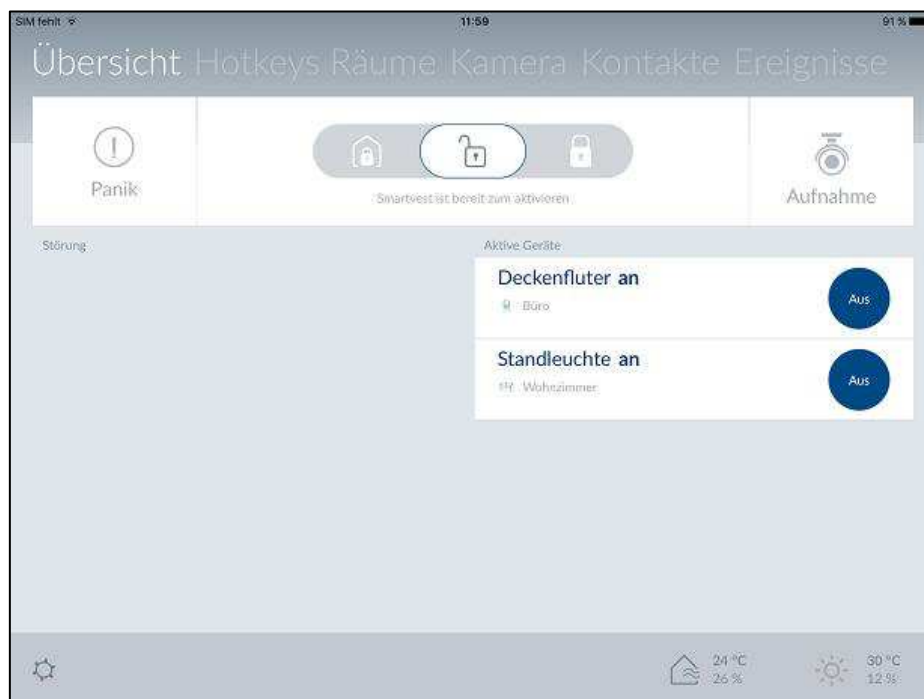 SIM fehlt 11:59 91 %
Übersicht Hotkeys Räume Kamera Kontakte Ereignisse
Panik
Smartvest ist bereit zum aktivieren
Aufnahme
Störung
Aktive Geräte
Deckenfluter an
Büro
Aus
Standleuchte an
Wohnzimmer
Aus
24 °C
26 %
30 °C
12 %